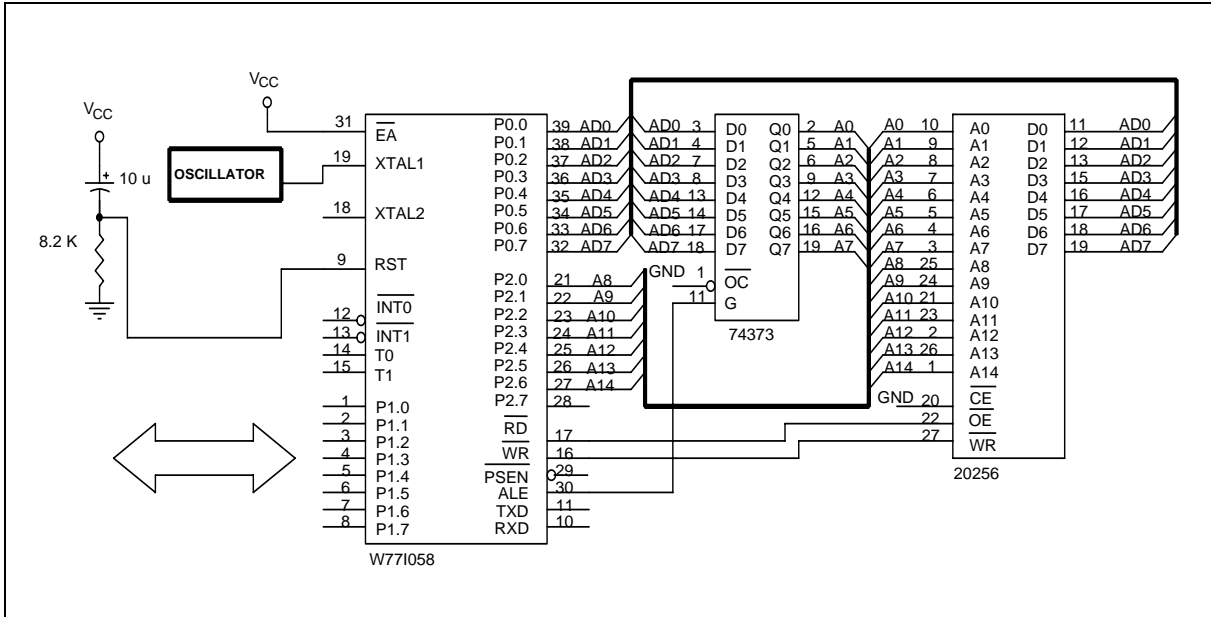 VCC
VCC
10 u
8.2 K
OSCILLATOR
31 EA
19 XTAL1
18 XTAL2
9 RST
12 INT0
13 INT1
14 T0
15 T1
1 P1.0
2 P1.1
3 P1.2
4 P1.3
5 P1.4
6 P1.5
7 P1.6
8 P1.7
P0.0 39 AD0
P0.1 38 AD1
P0.2 37 AD2
P0.3 36 AD3
P0.4 35 AD4
P0.5 34 AD5
P0.6 33 AD6
P0.7 32 AD7
P2.0 21 A8
P2.1 22 A9
P2.2 23 A10
P2.3 24 A11
P2.4 25 A12
P2.5 26 A13
P2.6 27 A14
P2.7 28
RD 17
WR 16
PSEN 29
ALE 30
TXD 11
RXD 10
W77I058
AD0 3 D0 Q0 2 A0
AD1 4 D1 Q1 5 A1
AD2 7 D2 Q2 6 A2
AD3 8 D3 Q3 9 A3
AD4 13 D4 Q4 12 A4
AD5 14 D5 Q5 15 A5
AD6 17 D6 Q6 16 A6
AD7 18 D7 Q7 19 A7
GND 1 OC
11 G
74373
A0 10 A0 D0 11 AD0
A1 9 A1 D1 12 AD1
A2 8 A2 D2 13 AD2
A3 7 A3 D3 15 AD3
A4 6 A4 D4 16 AD4
A5 5 A5 D5 17 AD5
A6 4 A6 D6 18 AD6
A7 3 A7 D7 19 AD7
A8 25 A8
A9 24 A9
A10 21 A10
A11 23 A11
A12 2 A12
A13 26 A13
A14 1 A14
GND 20 CE
22 OE
27 WR
20256